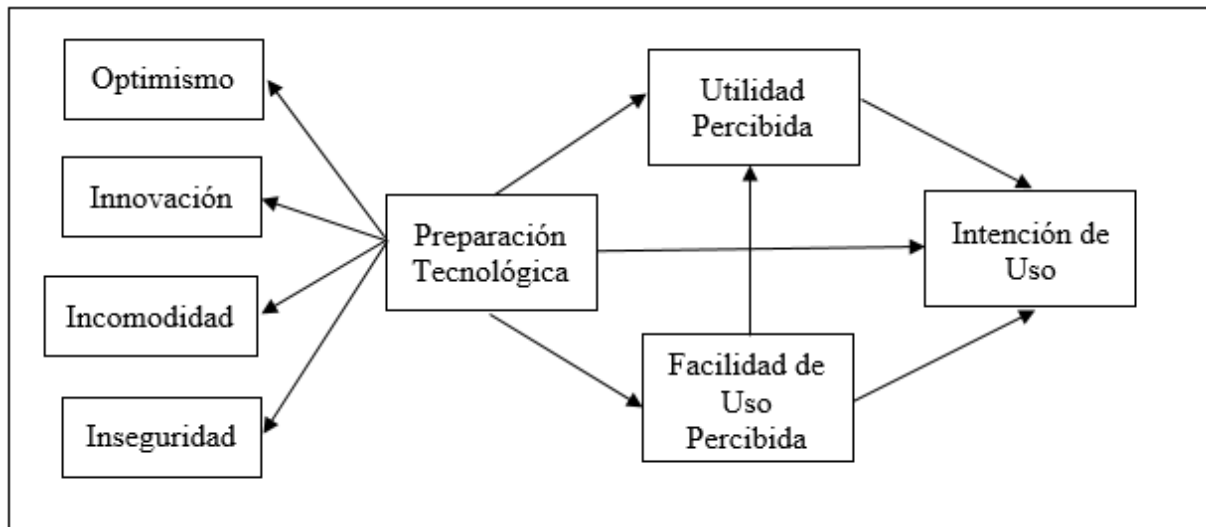 Optimismo
Innovación
Incomodidad
Inseguridad
Preparación
Tecnológica
Utilidad
Percibida
Facilidad de
Uso
Percibida
Intención de
Uso